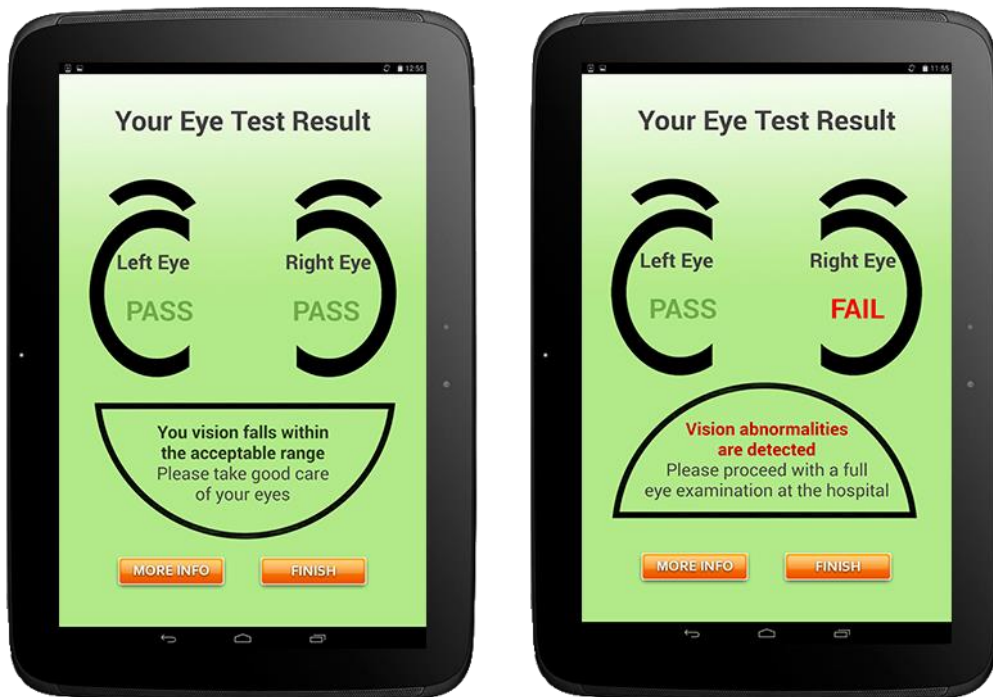 12:55
Your Eye Test Result
Left Eye Right Eye
PASS PASS
You vision falls within
the acceptable range
Please take good care
of your eyes
MORE INFO FINISH
11:55
Your Eye Test Result
Left Eye Right Eye
PASS FAIL
Vision abnormalities
are detected
Please proceed with a full
eye examination at the hospital
MORE INFO FINISH